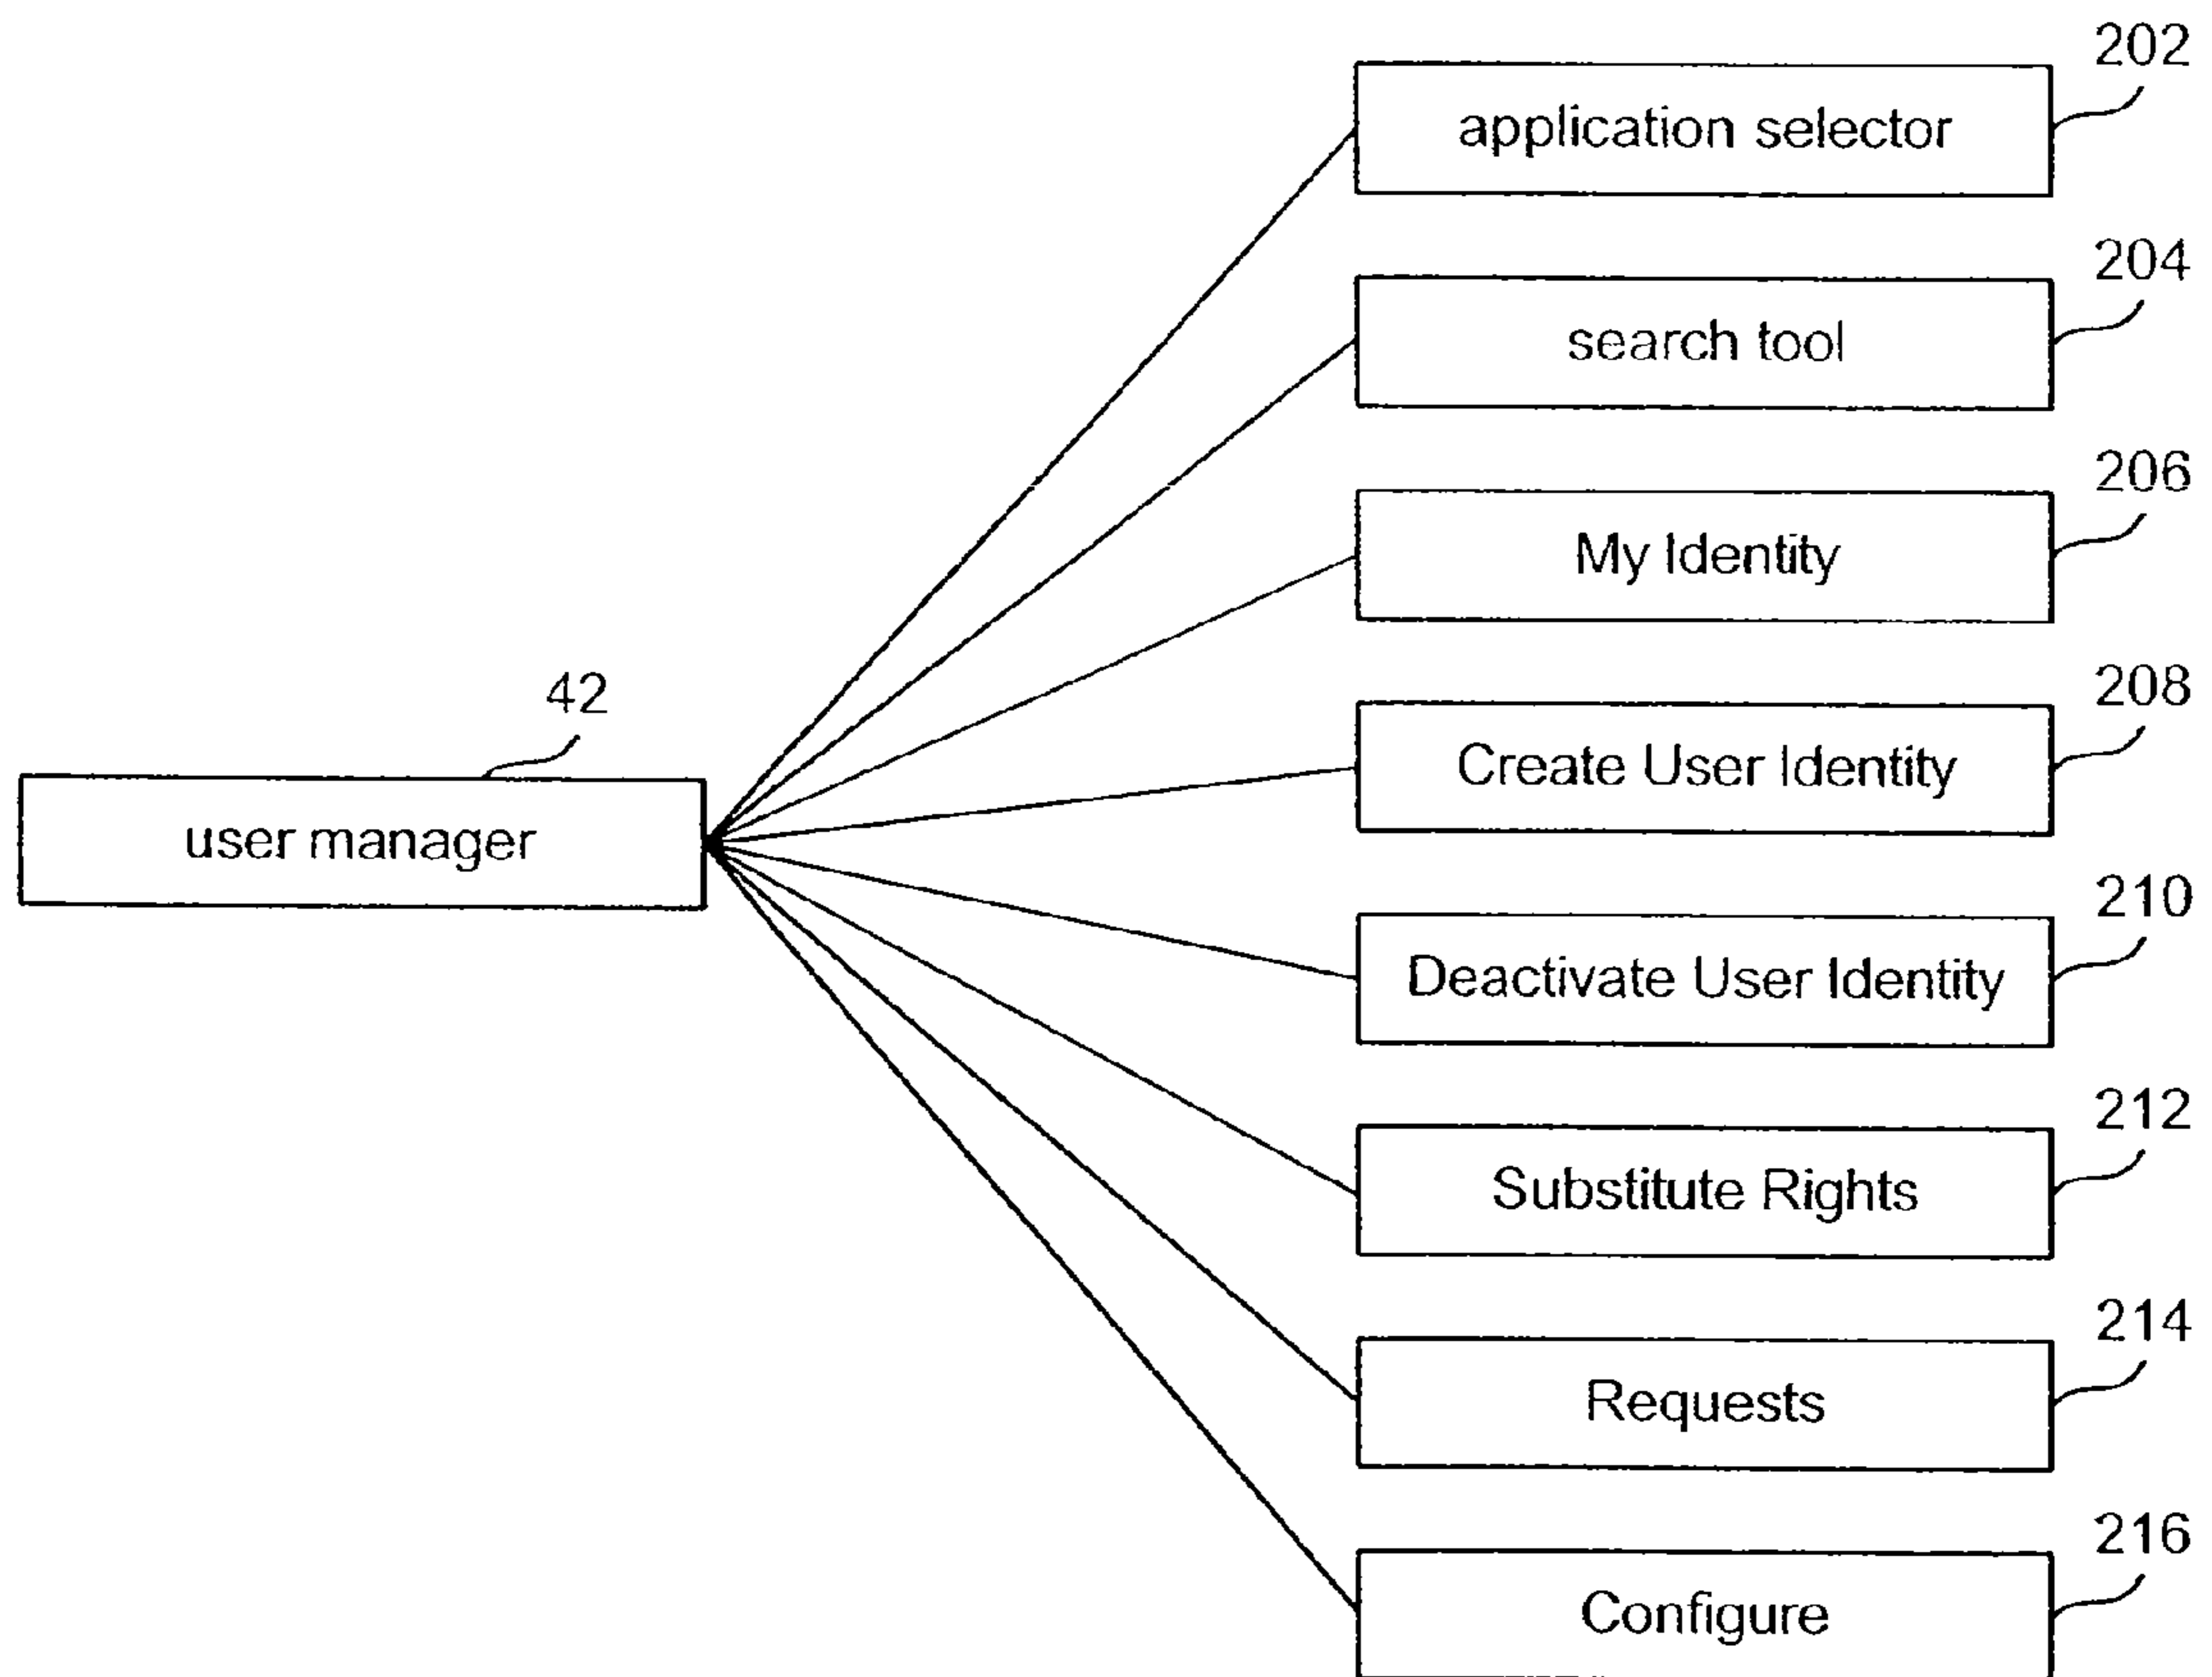 202
application selector
204
search tool
206
My Identity
208
Create User Identity
42
user manager
210
Deactivate User Identity
212
Substitute Rights
214
Requests
216
Configure